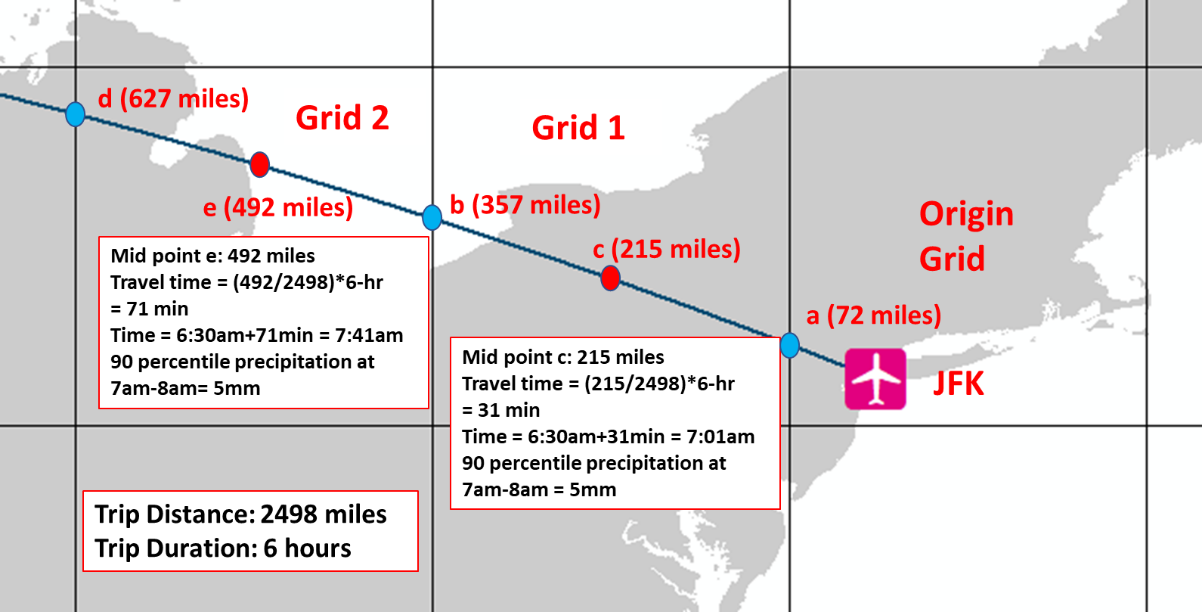 d (627 miles)
Grid 2
Grid 1
e (492 miles)
b (357 miles)
c (215 miles)
Origin
Grid
a (72 miles)
JFK
Mid point e: 492 miles
Travel time = (492/2498)*6-hr
= 71 min
Time = 6:30am+71min = 7:41am
90 percentile precipitation at
7am-8am= 5mm
Mid point c: 215 miles
Travel time = (215/2498)*6-hr
= 31 min
Time = 6:30am+31min = 7:01am
90 percentile precipitation at
7am-8am = 5mm
Trip Distance: 2498 miles
Trip Duration: 6 hours